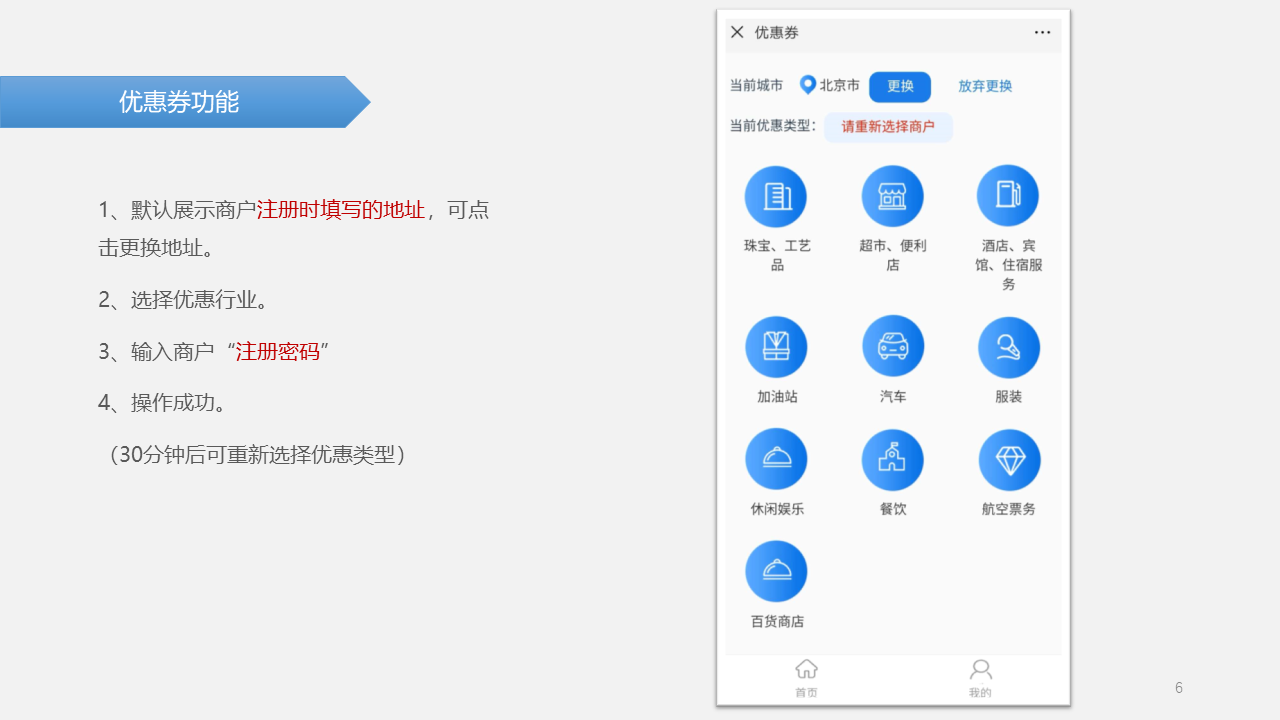 优惠券功能
1、默认展示商户注册时填写的地址，可点
击更换地址。
2、选择优惠行业。
3、输入商户“注册密码”
4、操作成功。
（30分钟后可重新选择优惠类型）
优惠券
当前城市 北京市 更换 放弃更换
当前优惠类型： 请重新选择商户
珠宝、工艺
品
超市、便利
店
酒店、宾
馆、住宿服
务
加油站 汽车 服装
休闲娱乐 餐饮 航空票务
百货商店
首页 我的
6